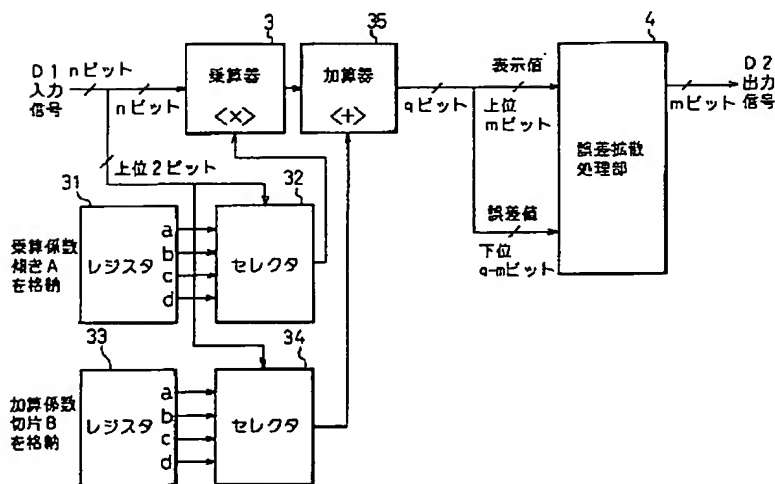 3
35
4
D1
入力
信号
nビット
nビット
乗算器
<×>
加算器
<+>
qビット
表示値
上位
mビット
誤差値
下位
q-mビット
誤差拡散
処理部
mビット
D2
出力
信号
上位2ビット
31
32
乗算係数
傾きA
を格納
レジスタ
a
b
c
d
セレクタ
33
34
加算係数
切片B
を格納
レジスタ
a
b
c
d
セレクタ